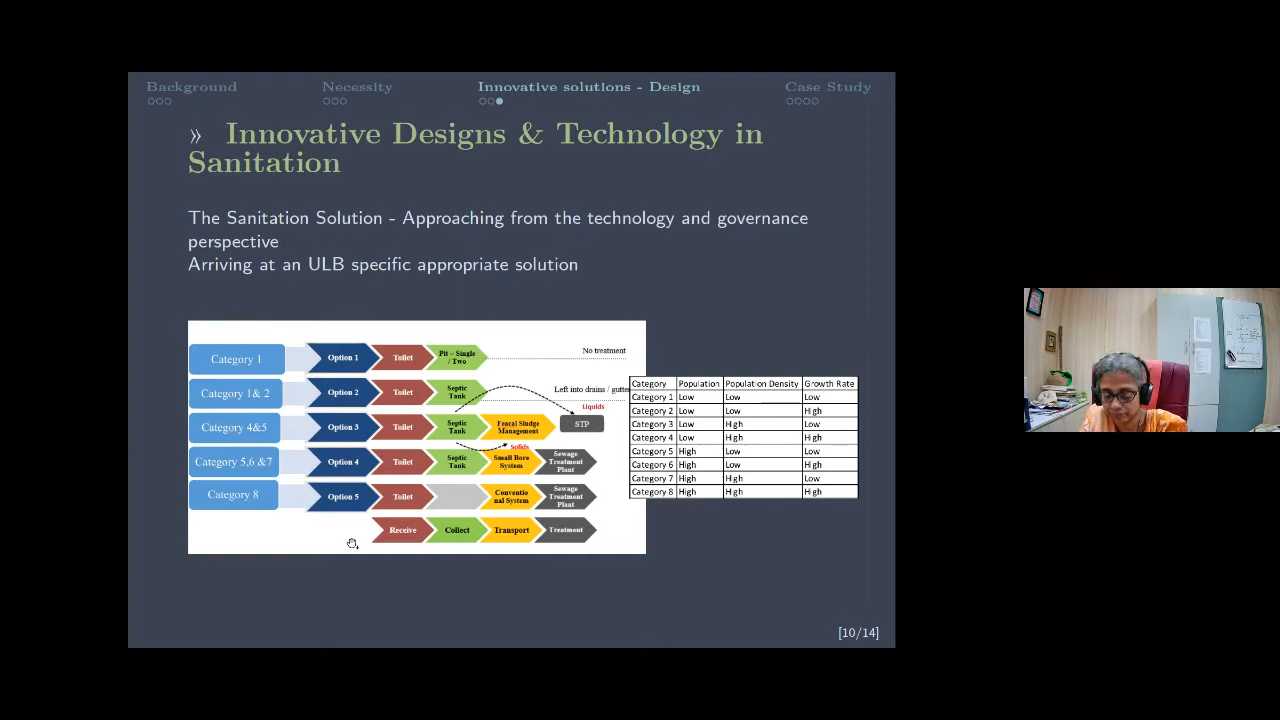 Background Necessity Innovative solutions - Design Case Study
» Innovative Designs & Technology in
Sanitation
The Sanitation Solution - Approaching from the technology and governance
perspective
Arriving at an ULB specific appropriate solution
Category 1 Option 1 Toilet Pit – Single / Two No treatment
Category 1& 2 Option 2 Toilet Septic Tank Left into drains / gutter
Liquids
Category 4&5 Option 3 Toilet Septic Tank Feacal Sludge Management STP
Solids
Category 5,6 &7 Option 4 Toilet Septic Tank Small Bore System Sewage Treatment Plant
Category 8 Option 5 Toilet Conventio nal System Sewage Treatment Plant
Receive Collect Transport Treatment
Category Population Population Density Growth Rate
Category 1 Low Low Low
Category 2 Low Low High
Category 3 Low High Low
Category 4 Low High High
Category 5 High Low Low
Category 6 High Low High
Category 7 High High Low
Category 8 High High High
[10/14]